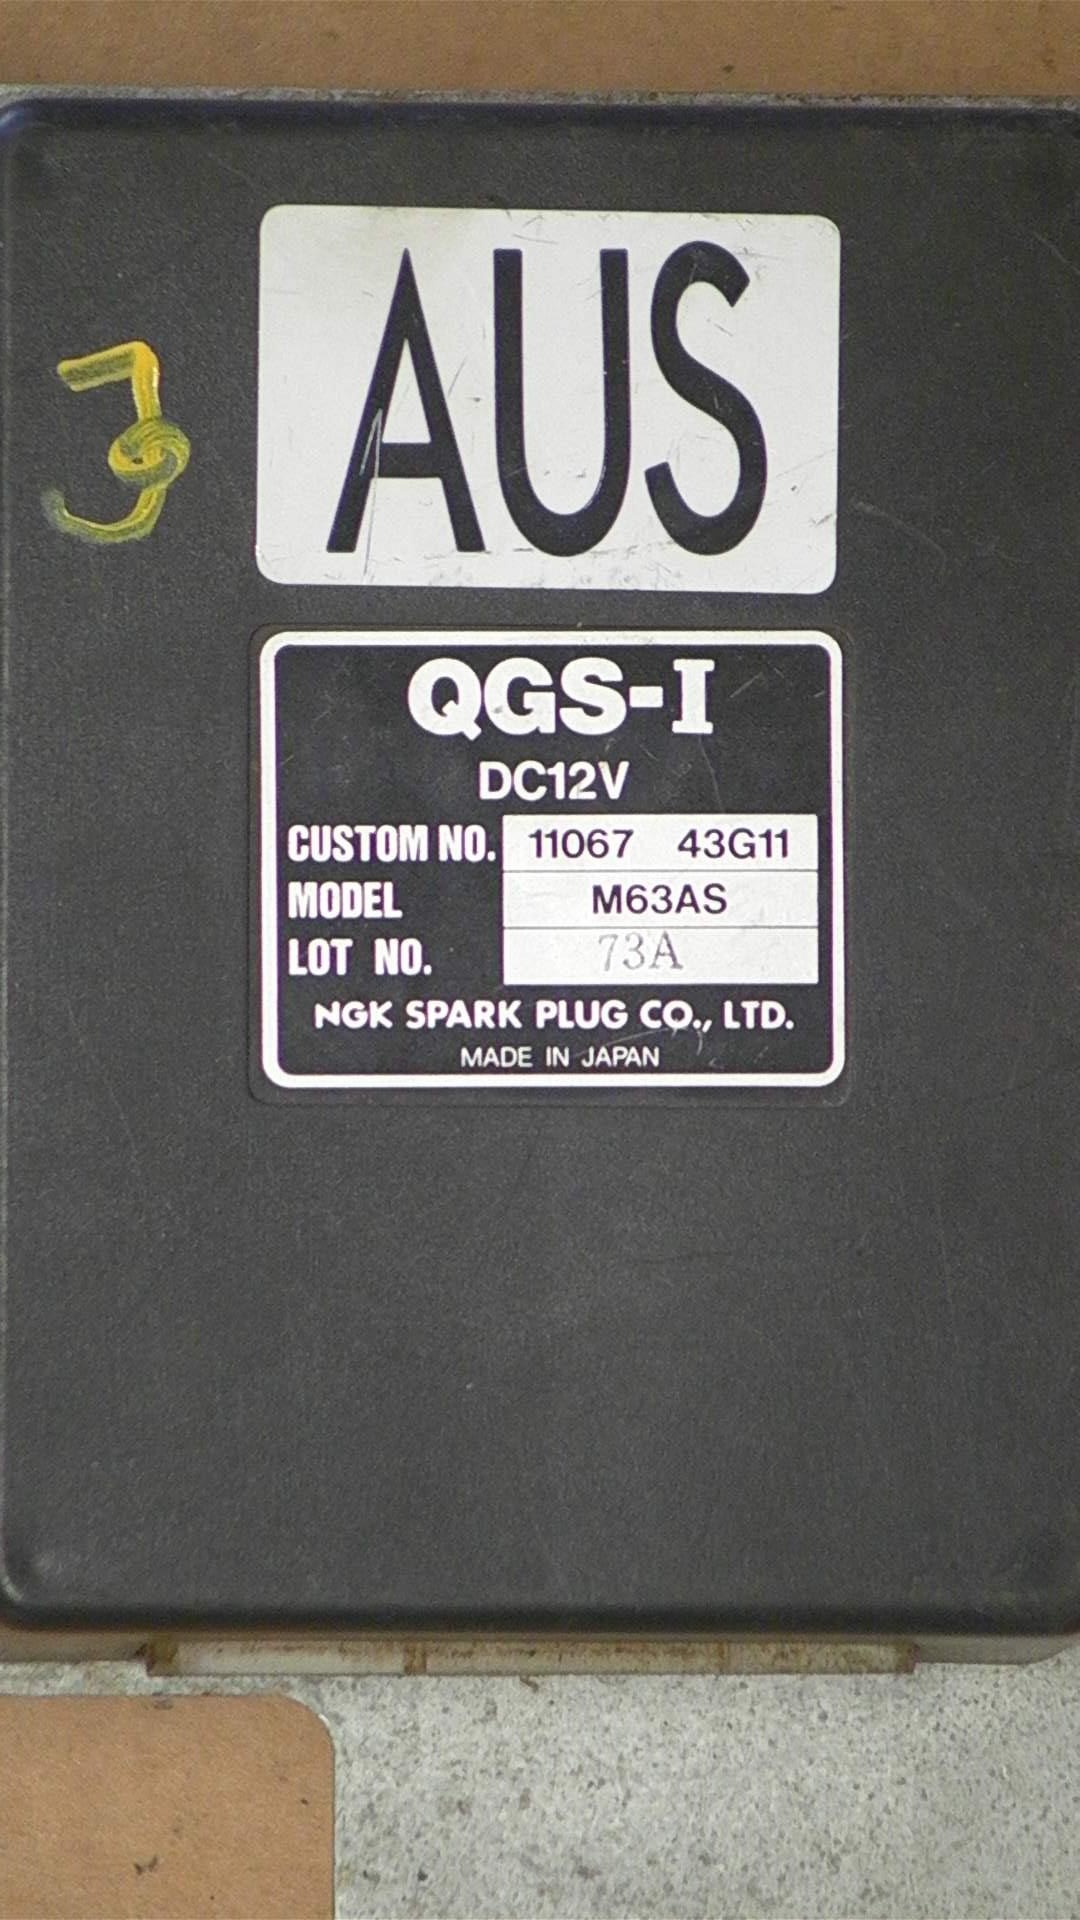 AUS
QGS-I
DC12V
CUSTOM NO. 11067 43G11
MODEL M63AS
LOT NO. 73A
NGK SPARK PLUG CO., LTD.
MADE IN JAPAN